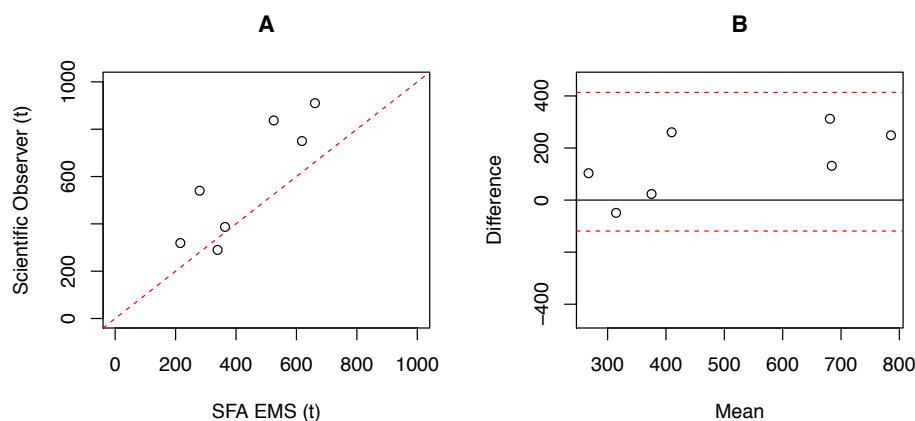 A
Scientific Observer (t)
1000
600
200
0
0 200 400 600 800 1000
SFA EMS (t)
B
Difference
400
200
0
−400
300 400 500 600 700 800
Mean